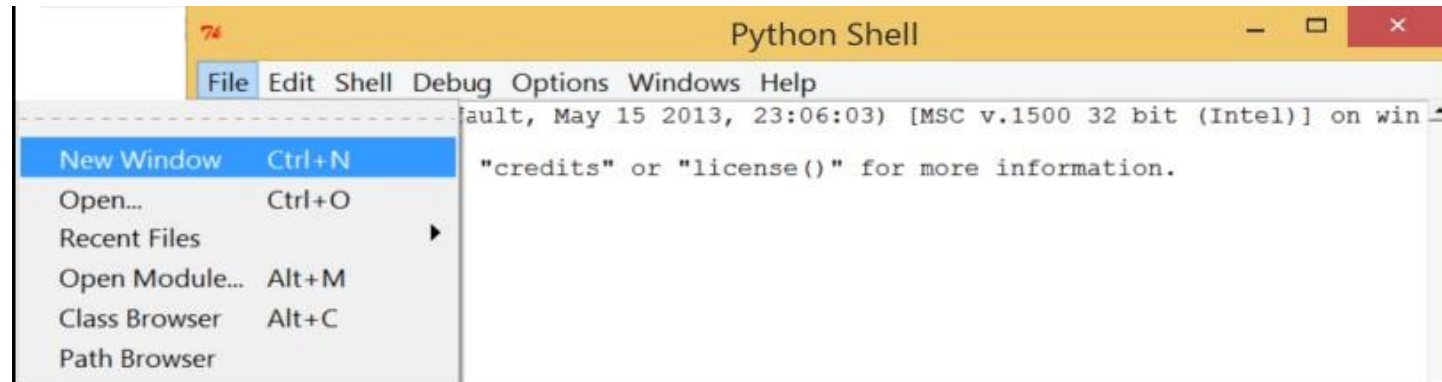 74 Python Shell
File Edit Shell Debug Options Windows Help
ault, May 15 2013, 23:06:03) [MSC v.1500 32 bit (Intel)] on win
"credits" or "license()" for more information.
New Window Ctrl+N
Open... Ctrl+O
Recent Files
Open Module... Alt+M
Class Browser Alt+C
Path Browser